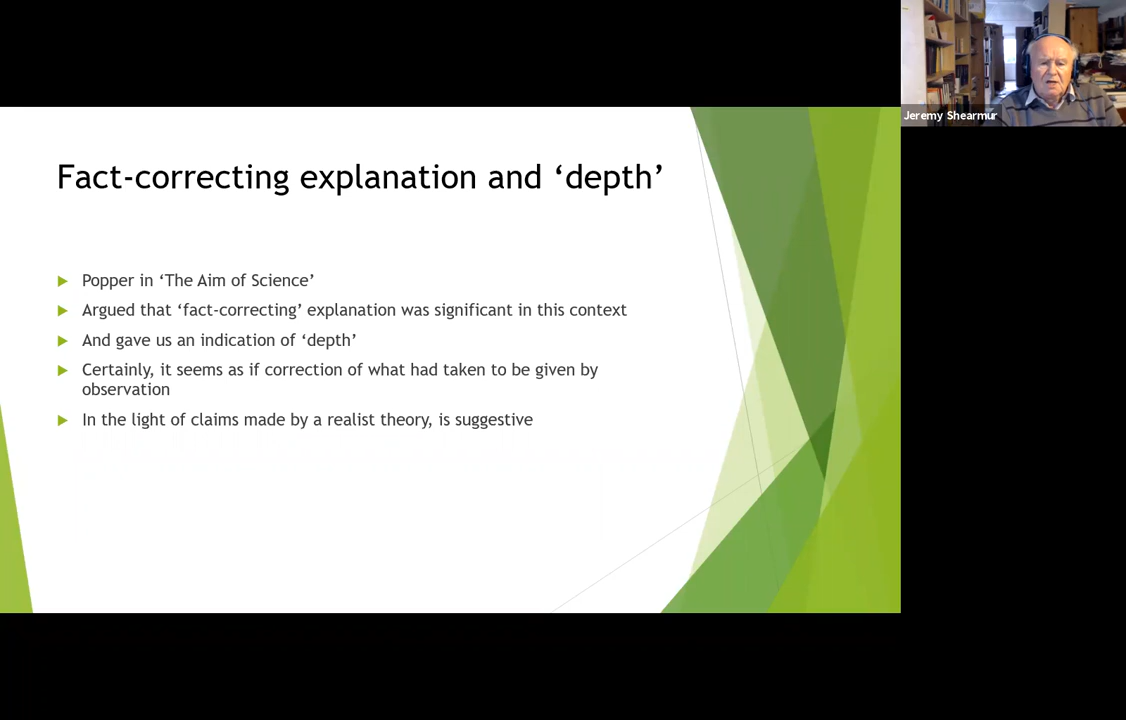 Jeremy Shearmur
Fact-correcting explanation and ‘depth’
Popper in ‘The Aim of Science’
Argued that ‘fact-correcting’ explanation was significant in this context
And gave us an indication of ‘depth’
Certainly, it seems as if correction of what had taken to be given by
observation
In the light of claims made by a realist theory, is suggestive